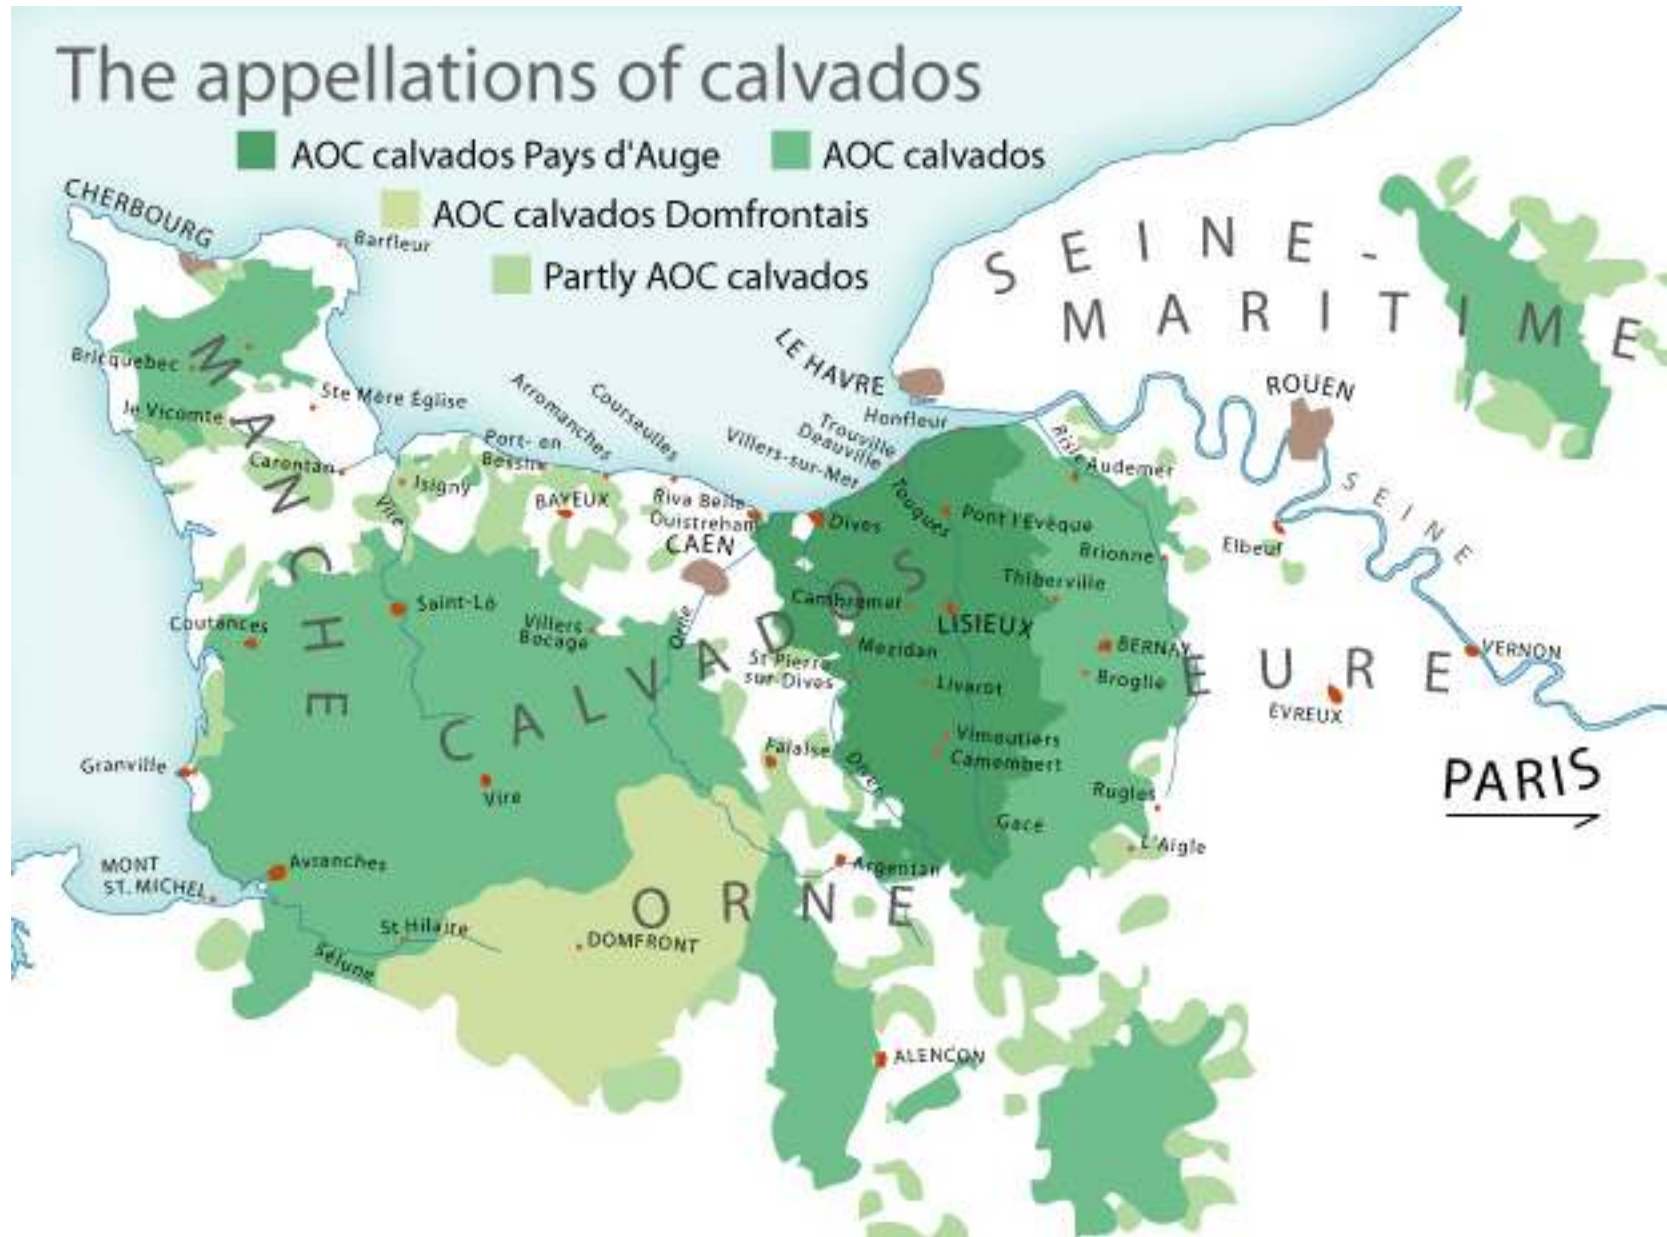 The appellations of calvados
AOC calvados Pays d'Auge
AOC calvados
AOC calvados Domfrontais
Partly AOC calvados
CHERBOURG
Barfleur
SEINE-
MARITIME
MANCHE
Bricquebec
Ste Mère Église
le Vicomte
Carentan
Isigny
Vire
Port-en
Bessin
Arromanches
Courseulles
BAYEUX
Riva Belle
Ouistreham
CAEN
Villers-sur-Mer
Deauville
Trouville
Honfleur
LE HAVRE
ROUEN
Risle
Audemer
SEINE
Elbeuf
Touques
Pont l'Evèque
Dives
Brionne
Thiberville
Cambremer
LISIEUX
Coutances
Saint-Lô
Villers
Bocage
Orne
CALVADOS
Mezidan
St Pierre
sur-Dives
Livarot
BERNAY
Broglie
EURE
VERNON
EVREUX
PARIS
Granville
Vire
Falaise
Dives
Vimoutiers
Camembert
Rugles
Gacé
L'Aigle
MONT
ST. MICHEL
Avranches
Argentan
ORNE
St Hilaire
Sélune
DOMFRONT
ALENCON